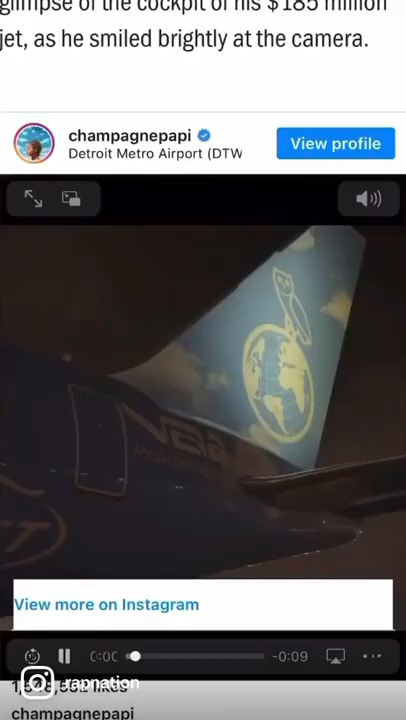 glimpse of the cockpit of his $185 million
jet, as he smiled brightly at the camera.
champagnepapi
Detroit Metro Airport (DTW
View profile
View more on Instagram
0:00
-0:09
likes
rapnation
champagnepapi